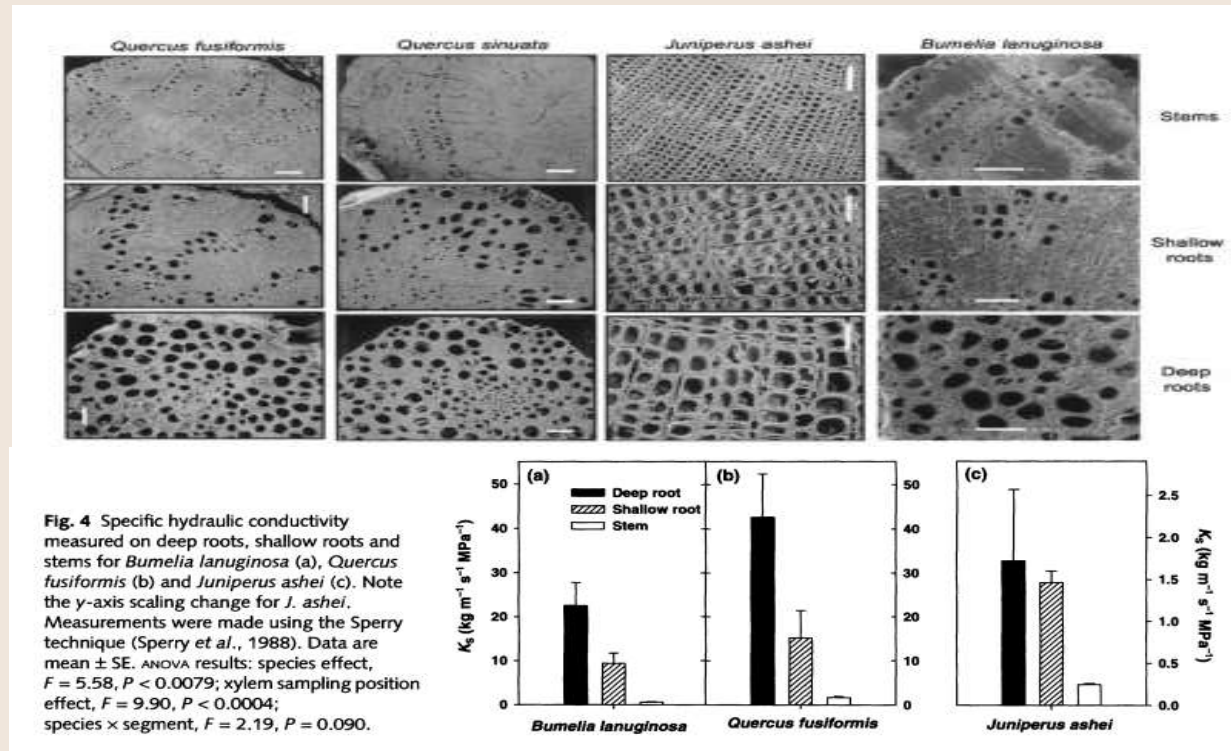 Quercus fusiformis Quercus sinuata Juniperus ashei Bumelia lanuginosa
Stems
Shallow
roots
Deep
roots
Fig. 4 Specific hydraulic conductivity
measured on deep roots, shallow roots and
stems for Bumelia lanuginosa (a), Quercus
fusiformis (b) and Juniperus ashei (c). Note
the y-axis scaling change for J. ashei.
Measurements were made using the Sperry
technique (Sperry et al., 1988). Data are
mean ± SE. ANOVA results: species effect,
F = 5.58, P < 0.0079; xylem sampling position
effect, F = 9.90, P < 0.0004;
species × segment, F = 2.19, P = 0.090.
Kₛ (kg m⁻¹ s⁻¹ MPa⁻¹)
50
40
30
20
10
0
(a)
Deep root
Shallow root
Stem
Bumelia lanuginosa
(b)
50
40
30
20
10
0
Quercus fusiformis
(c)
2.5
2.0
1.5
1.0
0.5
0.0
Kₛ (kg m⁻¹ s⁻¹ MPa⁻¹)
Juniperus ashei